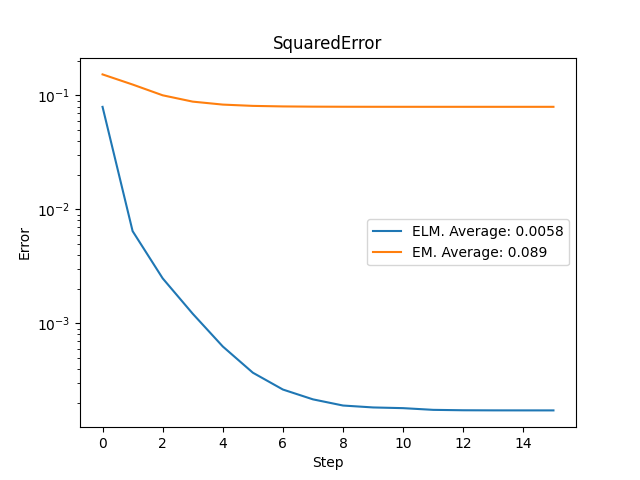 SquaredError
Error
10⁻¹
10⁻²
10⁻³
ELM. Average: 0.0058
EM. Average: 0.089
0 2 4 6 8 10 12 14
Step